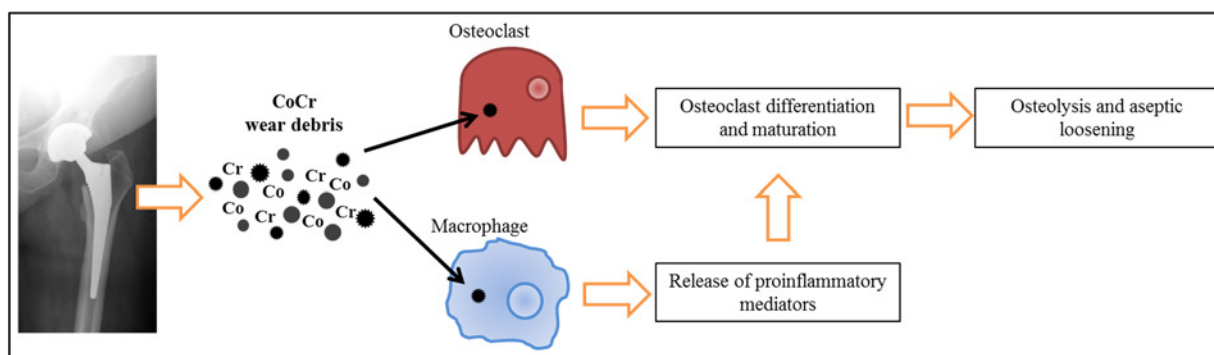 Osteoclast
CoCr
wear debris
Cr
Cr
Co
Co
Co
Cr
Co
Cr
Macrophage
Osteoclast differentiation
and maturation
Osteolysis and aseptic
loosening
Release of proinflammatory
mediators